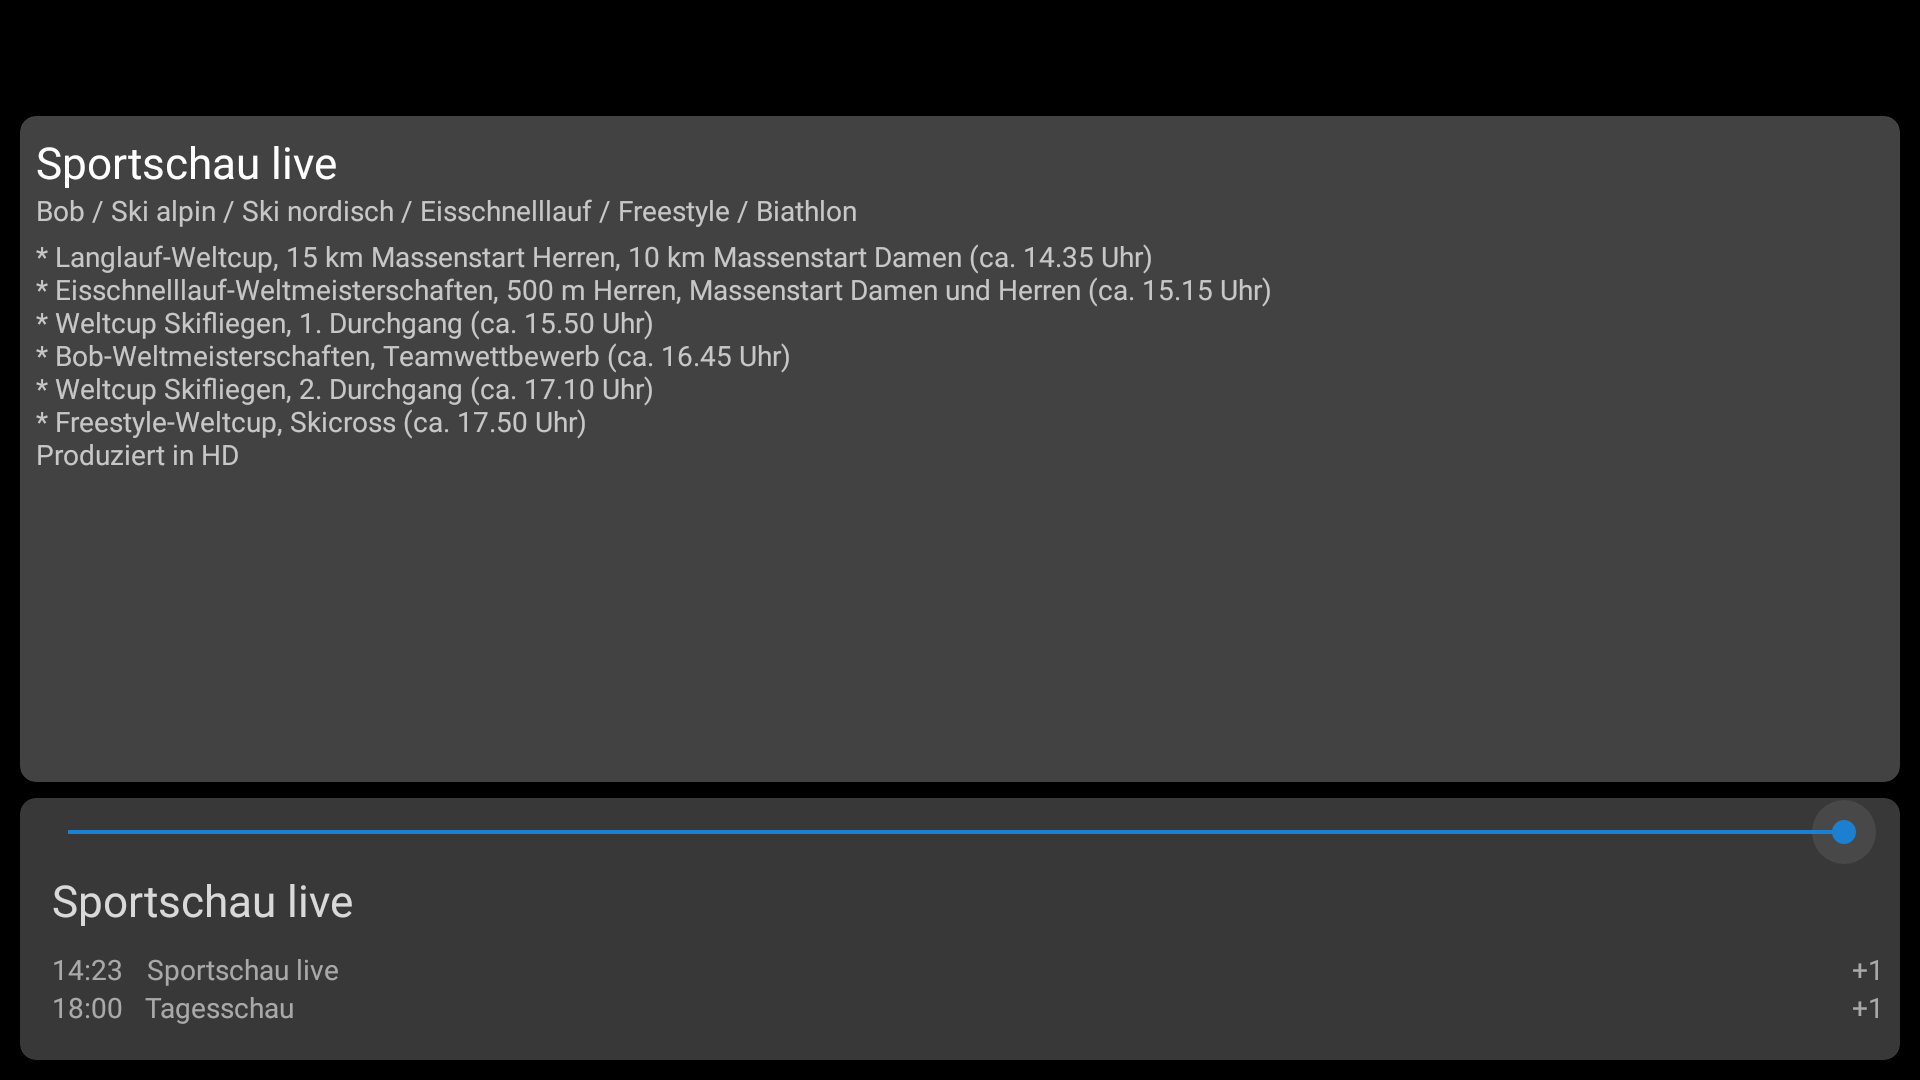 Sportschau live
Bob / Ski alpin / Ski nordisch / Eisschnelllauf / Freestyle / Biathlon
* Langlauf-Weltcup, 15 km Massenstart Herren, 10 km Massenstart Damen (ca. 14.35 Uhr)
* Eisschnelllauf-Weltmeisterschaften, 500 m Herren, Massenstart Damen und Herren (ca. 15.15 Uhr)
* Weltcup Skifliegen, 1. Durchgang (ca. 15.50 Uhr)
* Bob-Weltmeisterschaften, Teamwettbewerb (ca. 16.45 Uhr)
* Weltcup Skifliegen, 2. Durchgang (ca. 17.10 Uhr)
* Freestyle-Weltcup, Skicross (ca. 17.50 Uhr)
Produziert in HD
Sportschau live
14:23 Sportschau live +1
18:00 Tagesschau +1